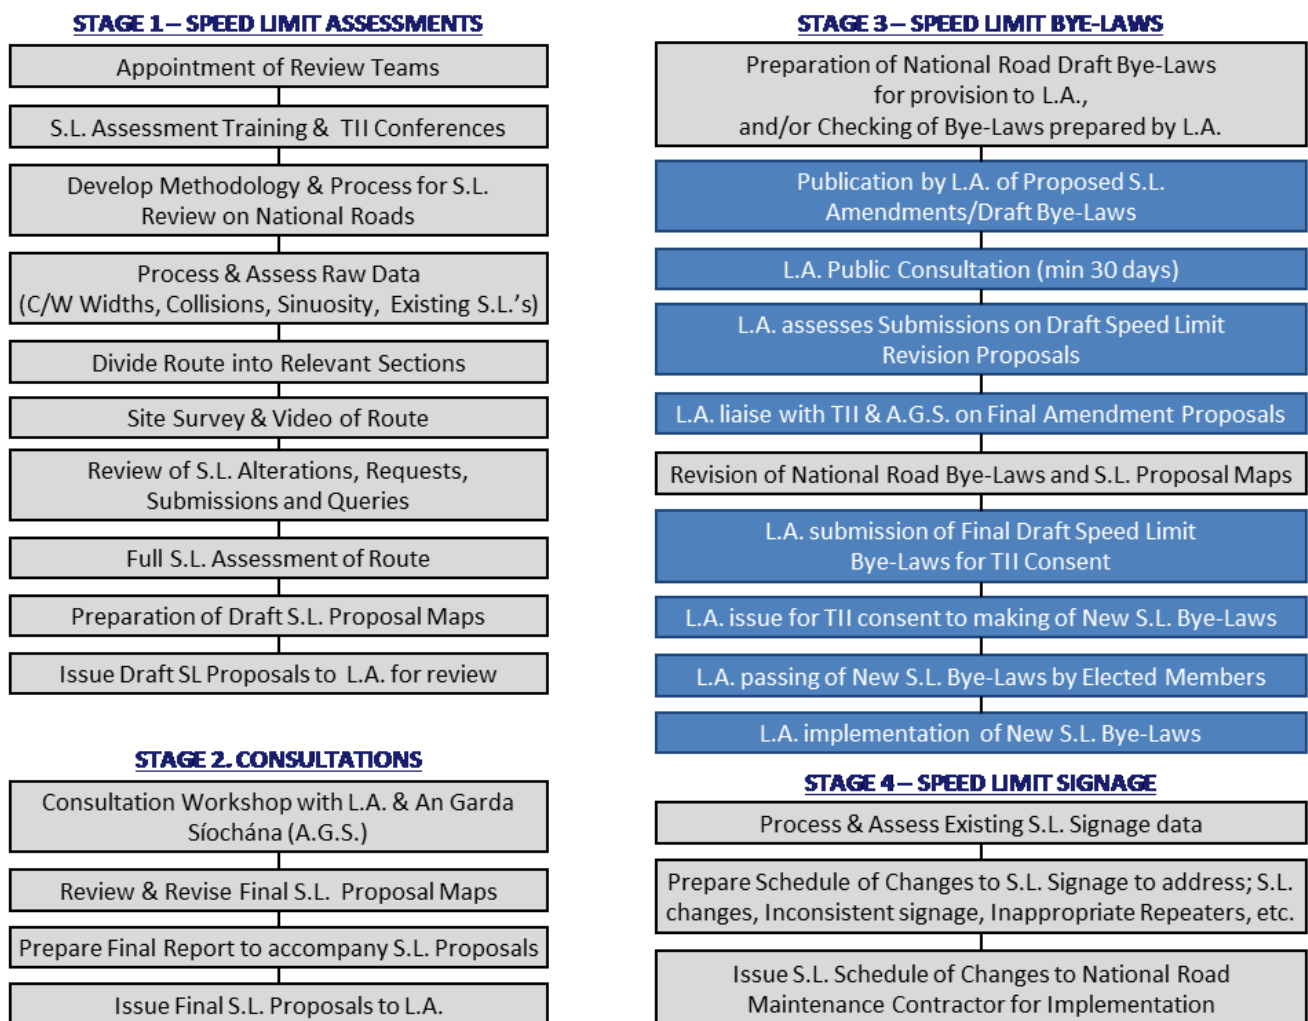 STAGE 1 – SPEED LIMIT ASSESSMENTS
Appointment of Review Teams
S.L. Assessment Training & TII Conferences
Develop Methodology & Process for S.L.
Review on National Roads
Process & Assess Raw Data
(C/W Widths, Collisions, Sinuosity, Existing S.L.'s)
Divide Route into Relevant Sections
Site Survey & Video of Route
Review of S.L. Alterations, Requests,
Submissions and Queries
Full S.L. Assessment of Route
Preparation of Draft S.L. Proposal Maps
Issue Draft SL Proposals to L.A. for review
STAGE 2. CONSULTATIONS
Consultation Workshop with L.A. & An Garda
Síochána (A.G.S.)
Review & Revise Final S.L. Proposal Maps
Prepare Final Report to accompany S.L. Proposals
Issue Final S.L. Proposals to L.A.
STAGE 3 – SPEED LIMIT BYE-LAWS
Preparation of National Road Draft Bye-Laws
for provision to L.A.,
and/or Checking of Bye-Laws prepared by L.A.
Publication by L.A. of Proposed S.L.
Amendments/Draft Bye-Laws
L.A. Public Consultation (min 30 days)
L.A. assesses Submissions on Draft Speed Limit
Revision Proposals
L.A. liaise with TII & A.G.S. on Final Amendment Proposals
Revision of National Road Bye-Laws and S.L. Proposal Maps
L.A. submission of Final Draft Speed Limit
Bye-Laws for TII Consent
L.A. issue for TII consent to making of New S.L. Bye-Laws
L.A. passing of New S.L. Bye-Laws by Elected Members
L.A. implementation of New S.L. Bye-Laws
STAGE 4 – SPEED LIMIT SIGNAGE
Process & Assess Existing S.L. Signage data
Prepare Schedule of Changes to S.L. Signage to address; S.L.
changes, Inconsistent signage, Inappropriate Repeaters, etc.
Issue S.L. Schedule of Changes to National Road
Maintenance Contractor for Implementation